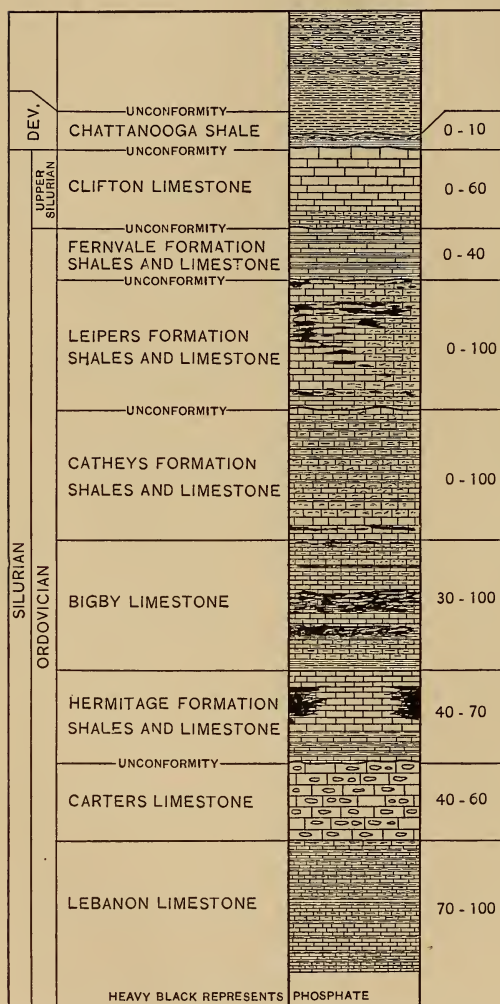 UNCONFORMITY
DEV.
CHATTANOOGA SHALE
0-10
UNCONFORMITY
UPPER
SILURIAN
CLIFTON LIMESTONE
0-60
UNCONFORMITY
FERNVALE FORMATION
SHALES AND LIMESTONE
0-40
UNCONFORMITY
LEIPERS FORMATION
SHALES AND LIMESTONE
0-100
UNCONFORMITY
CATHEYS FORMATION
SHALES AND LIMESTONE
0-100
SILURIAN
ORDOVICIAN
BIGBY LIMESTONE
30-100
HERMITAGE FORMATION
SHALES AND LIMESTONE
40-70
UNCONFORMITY
CARTERS LIMESTONE
40-60
LEBANON LIMESTONE
70-100
HEAVY BLACK REPRESENTS PHOSPHATE